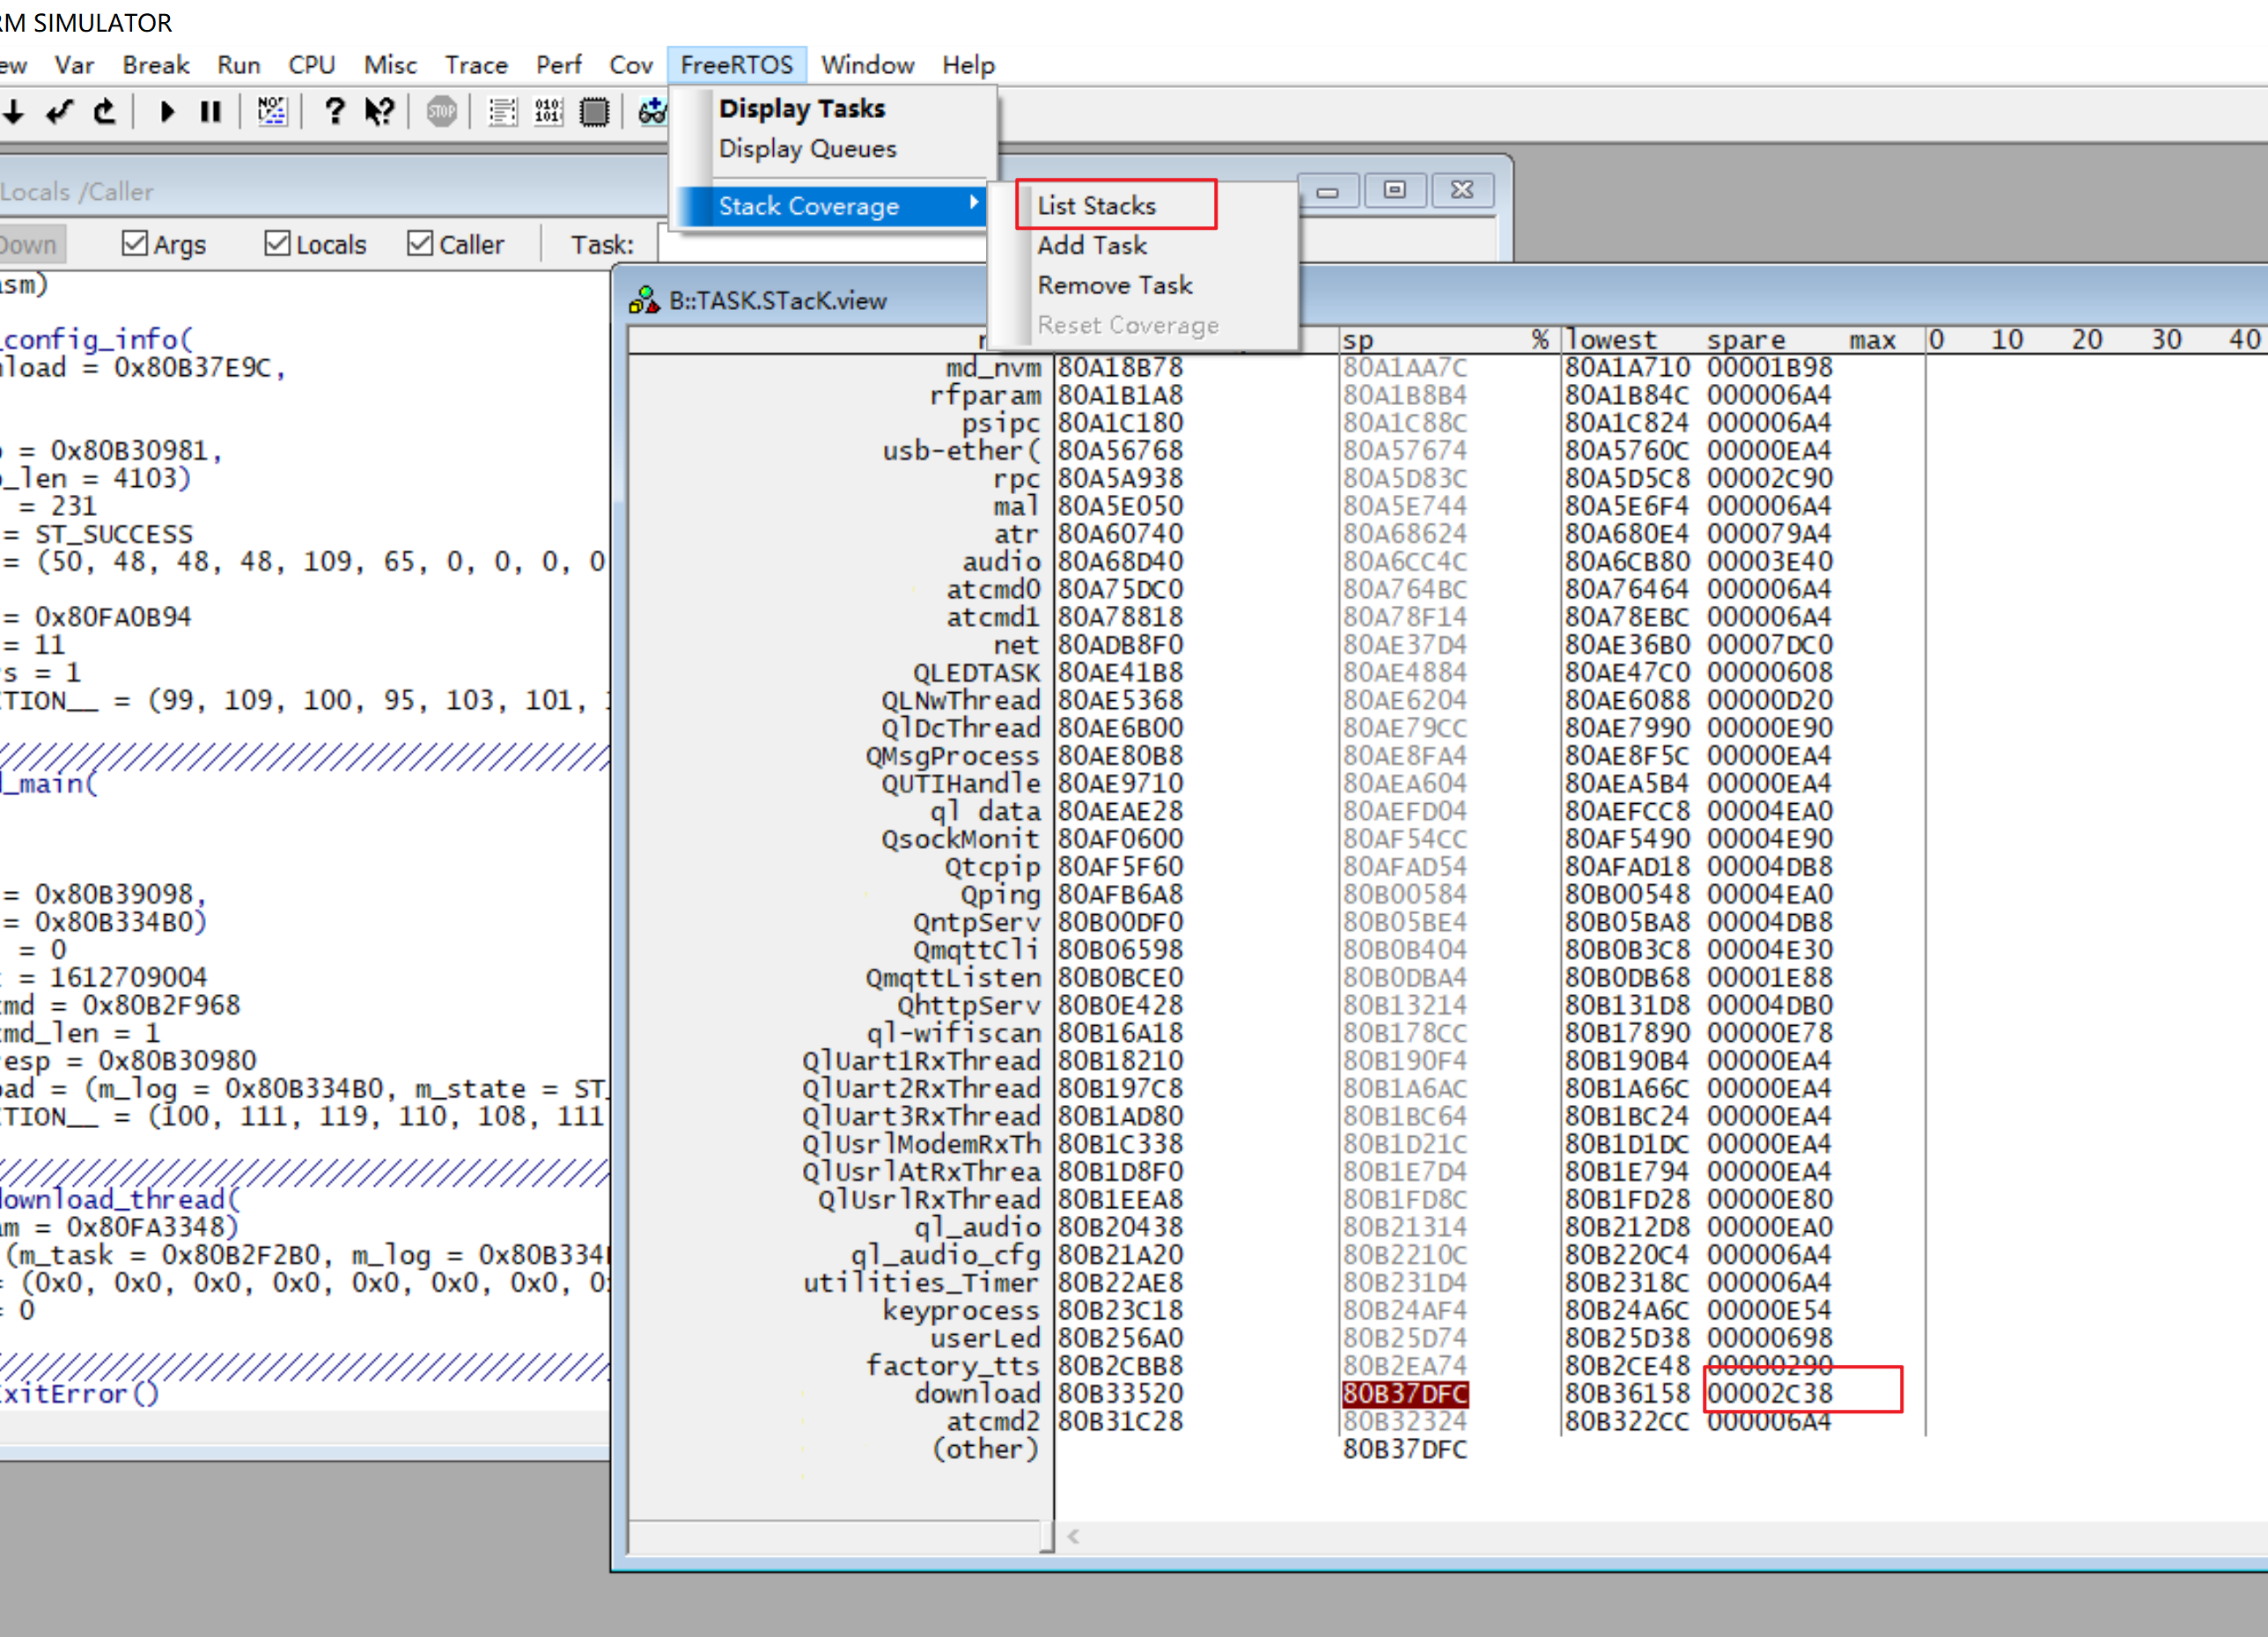 RM SIMULATOR
ew Var Break Run CPU Misc Trace Perf Cov FreeRTOS Window Help
NOP STOP 010 101
Display Tasks
Display Queues
Stack Coverage
List Stacks
Add Task
Remove Task
Reset Coverage
Locals /Caller
Down Args Locals Caller Task:
asm)
_config_info(
nload = 0x80B37E9C,
= 0x80B30981,
_len = 4103)
= 231
= ST_SUCCESS
= (50, 48, 48, 48, 109, 65, 0, 0, 0, 0
= 0x80FA0B94
= 11
s = 1
TION__ = (99, 109, 100, 95, 103, 101,
d_main(
= 0x80B39098,
= 0x80B334B0)
= 0
= 1612709004
md = 0x80B2F968
md_len = 1
resp = 0x80B30980
oad = (m_log = 0x80B334B0, m_state = ST_
CTION__ = (100, 111, 119, 110, 108, 111
download_thread(
am = 0x80FA3348)
(m_task = 0x80B2F2B0, m_log = 0x80B334
= (0x0, 0x0, 0x0, 0x0, 0x0, 0x0, 0x0, 0
= 0
ExitError()
B::TASK.STacK.view
sp % lowest spare max 0 10 20 30 40
md_nvm 80A18B78 80A1AA7C 80A1A710 00001B98
rfparam 80A1B1A8 80A1B8B4 80A1B84C 000006A4
psipc 80A1C180 80A1C88C 80A1C824 000006A4
usb-ether( 80A56768 80A57674 80A5760C 00000EA4
rpc 80A5A938 80A5D83C 80A5D5C8 00002C90
mal 80A5E050 80A5E744 80A5E6F4 000006A4
atr 80A60740 80A68624 80A680E4 000079A4
audio 80A68D40 80A6CC4C 80A6CB80 00003E40
atcmd0 80A75DC0 80A764BC 80A76464 000006A4
atcmd1 80A78818 80A78F14 80A78EBC 000006A4
net 80ADB8F0 80AE37D4 80AE36B0 00007DC0
QLEDTASK 80AE41B8 80AE4884 80AE47C0 00000608
QLNwThread 80AE5368 80AE6204 80AE6088 00000D20
QlDcThread 80AE6B00 80AE79CC 80AE7990 00000E90
QMsgProcess 80AE80B8 80AE8FA4 80AE8F5C 00000EA4
QUTIHandle 80AE9710 80AEA604 80AEA5B4 00000EA4
ql data 80AEAE28 80AEFD04 80AEFCC8 00004EA0
QsockMonit 80AF0600 80AF54CC 80AF5490 00004E90
Qtcpip 80AF5F60 80AFAD54 80AFAD18 00004DB8
Qping 80AFB6A8 80B00584 80B00548 00004EA0
QntpServ 80B00DF0 80B05BE4 80B05BA8 00004DB8
QmqttCli 80B06598 80B0B404 80B0B3C8 00004E30
QmqttListen 80B0BCE0 80B0DBA4 80B0DB68 00001E88
QhttpServ 80B0E428 80B13214 80B131D8 00004DB0
ql-wifiscan 80B16A18 80B178CC 80B17890 00000E78
QlUart1RxThread 80B18210 80B190F4 80B190B4 00000EA4
QlUart2RxThread 80B197C8 80B1A6AC 80B1A66C 00000EA4
QlUart3RxThread 80B1AD80 80B1BC64 80B1BC24 00000EA4
QlUsrlModemRxTh 80B1C338 80B1D21C 80B1D1DC 00000EA4
QlUsrlAtRxThrea 80B1D8F0 80B1E7D4 80B1E794 00000EA4
QlUsrlRxThread 80B1EEA8 80B1FD8C 80B1FD28 00000E80
ql_audio 80B20438 80B21314 80B212D8 00000EA0
ql_audio_cfg 80B21A20 80B2210C 80B220C4 000006A4
utilities_Timer 80B22AE8 80B231D4 80B2318C 000006A4
keyprocess 80B23C18 80B24AF4 80B24A6C 00000E54
userLed 80B256A0 80B25D74 80B25D38 00000698
factory_tts 80B2CBB8 80B2EA74 80B2CE48 00000290
download 80B33520 80B37DFC 80B36158 00002C38
atcmd2 80B31C28 80B32324 80B322CC 000006A4
(other) 80B37DFC